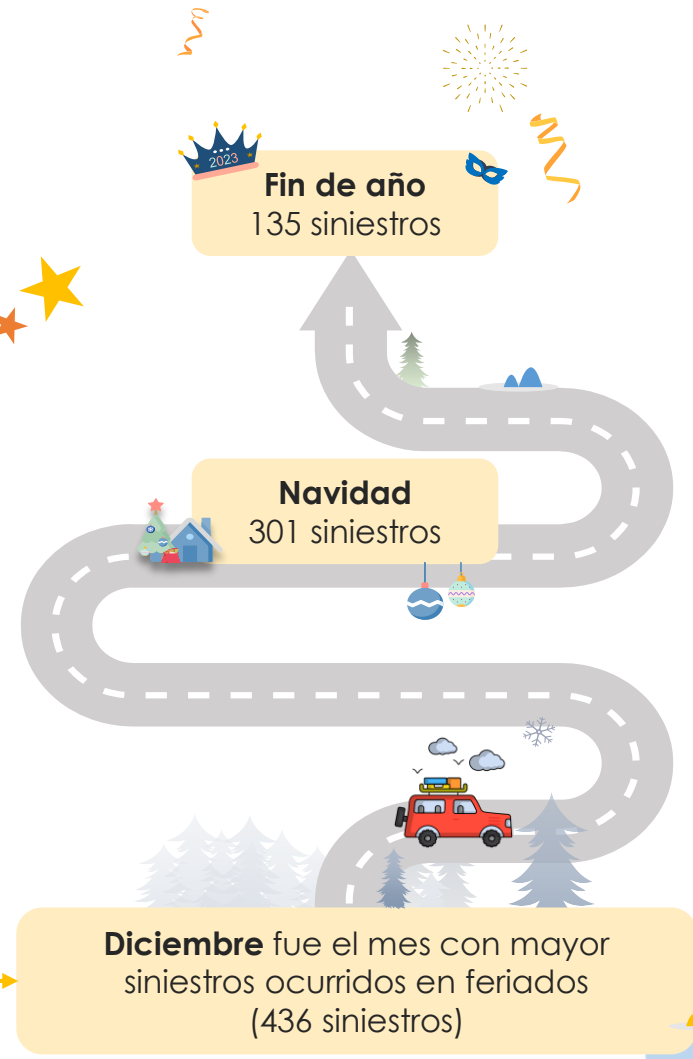 2023
Fin de año
135 siniestros
Navidad
301 siniestros
Diciembre fue el mes con mayor
siniestros ocurridos en feriados
(436 siniestros)